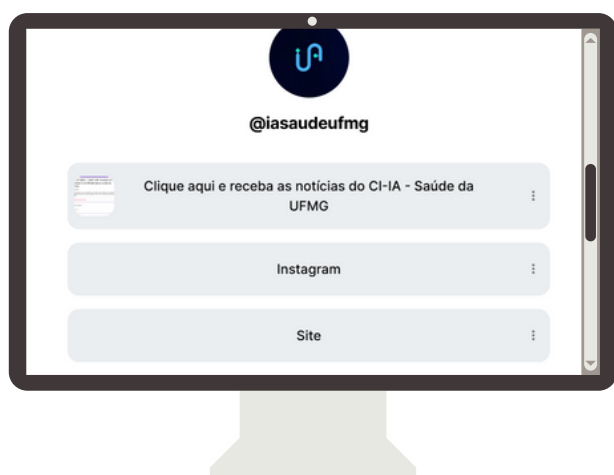 @iasaudeufmg
Clique aqui e receba as notícias do CI-IA - Saúde da
UFMG
Instagram
Site